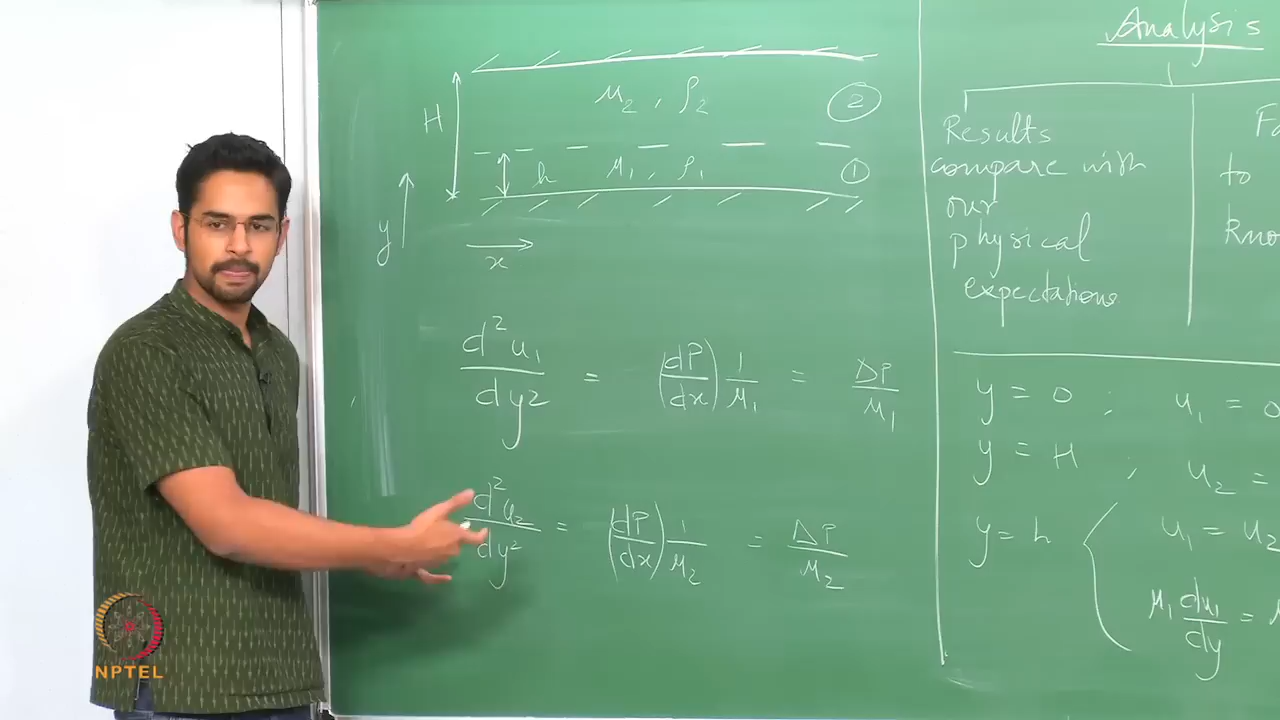 H
μ₂ , ρ₂
②
h
μ₁ , ρ₁
①
y
x
d²u₁/dy² = (dP/dx) 1/μ₁ = ΔP/μ₁
d²u₂/dy² = (dP/dx) 1/μ₂ = ΔP/μ₂
Analysis
Results
compare with
our
physical
expectations
to
y = 0 ; u₁ = 0
y = H ; u₂ =
y = h u₁ = u₂
μ₁ du₁/dy =
NPTEL